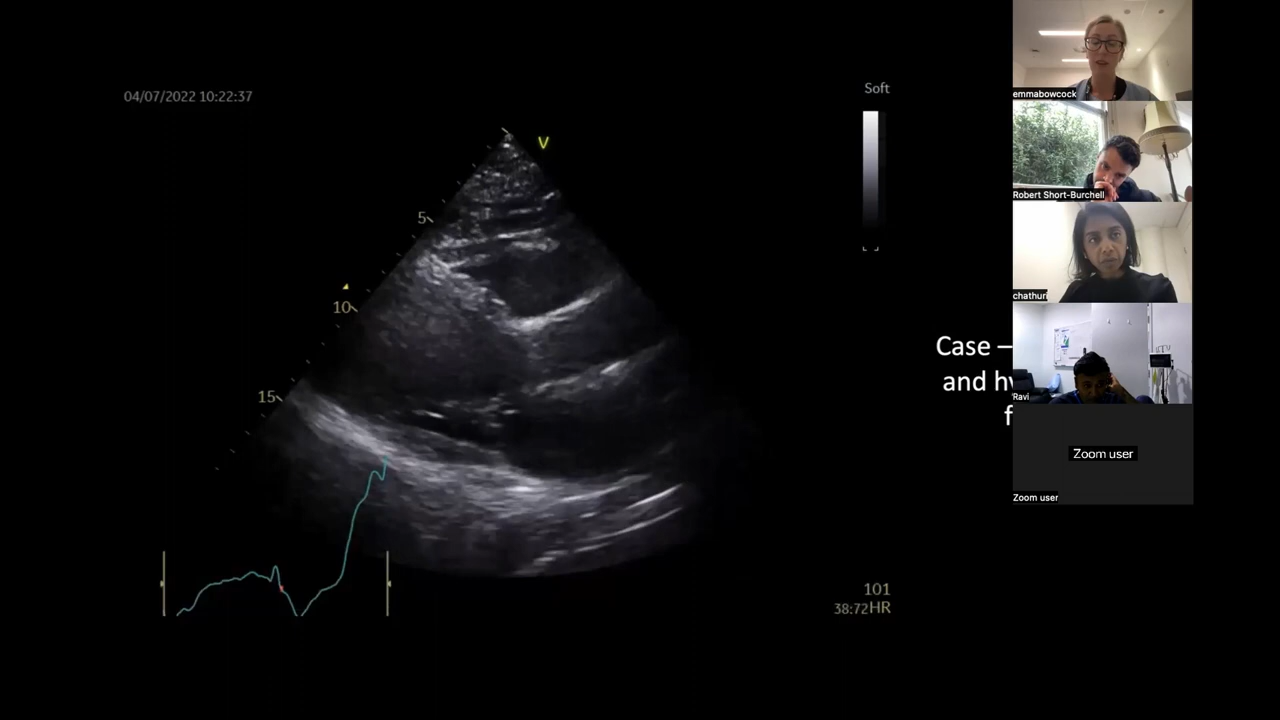 04/07/2022 10:22:37
Soft
V
5
10
15
101
38:72HR
Case –
and
emmabowcock
Robert Short-Burchell
chathuri
Ravi
Zoom user
Zoom user